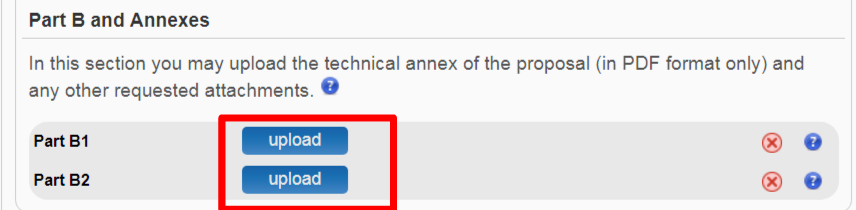 Part B and Annexes
In this section you may upload the technical annex of the proposal (in PDF format only) and
any other requested attachments. ?
Part B1 upload ?
Part B2 upload ?